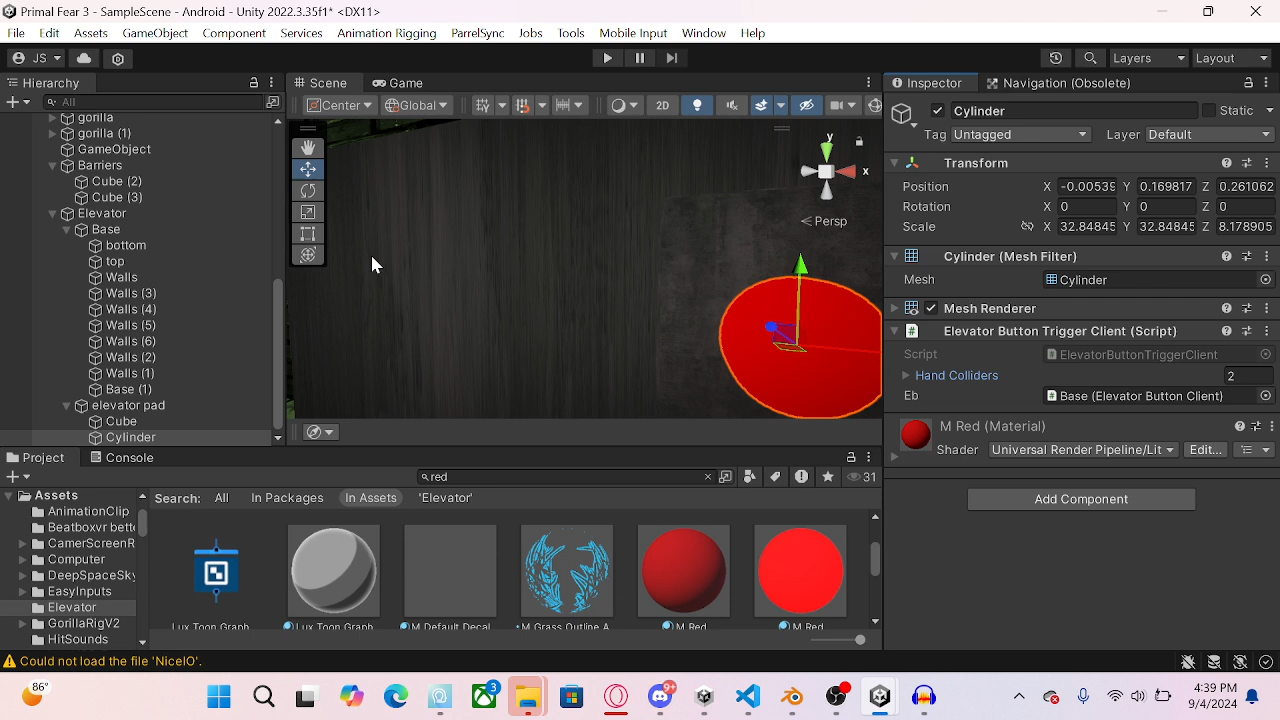 Primal Fear 3 - SampleScene - Android - Unity 2022.3.35f1* <DX11>
File Edit Assets GameObject Component Services Animation Rigging ParrelSync Jobs Tools Mobile Input Window Help
JS Layers Layout
Hierarchy Scene Game Inspector Navigation (Obsolete)
All Center Global 2D Cylinder Static
gorilla
gorilla (1)
GameObject
Barriers
Cube (2)
Cube (3)
Elevator
Base
bottom
top
Walls
Walls (3)
Walls (4)
Walls (5)
Walls (6)
Walls (2)
Walls (1)
Base (1)
elevator pad
Cube
Cylinder
y
x
Persp
Tag Untagged Layer Default
Transform
Position X -0.00539 Y 0.169817 Z 0.261062
Rotation X 0 Y 0 Z 0
Scale X 32.84845 Y 32.84845 Z 8.178905
Cylinder (Mesh Filter)
Mesh Cylinder
Mesh Renderer
Elevator Button Trigger Client (Script)
Script ElevatorButtonTriggerClient
Hand Colliders 2
Eb Base (Elevator Button Client)
M Red (Material)
Shader Universal Render Pipeline/Lit Edit...
Add Component
Project Console
red 31
Search: All In Packages In Assets 'Elevator'
Assets
AnimationClip
Beatboxvr bett
CamerScreenR
Computer
DeepSpaceSky
EasyInputs
Elevator
GorillaRigV2
HitSounds
Lux Toon Graph Lux Toon Graph M Default Decal M Grass Outline A M Red M Red
Could not load the file 'NiceIO'.
86° 3 9+ 4:39 PM
9/4/2024